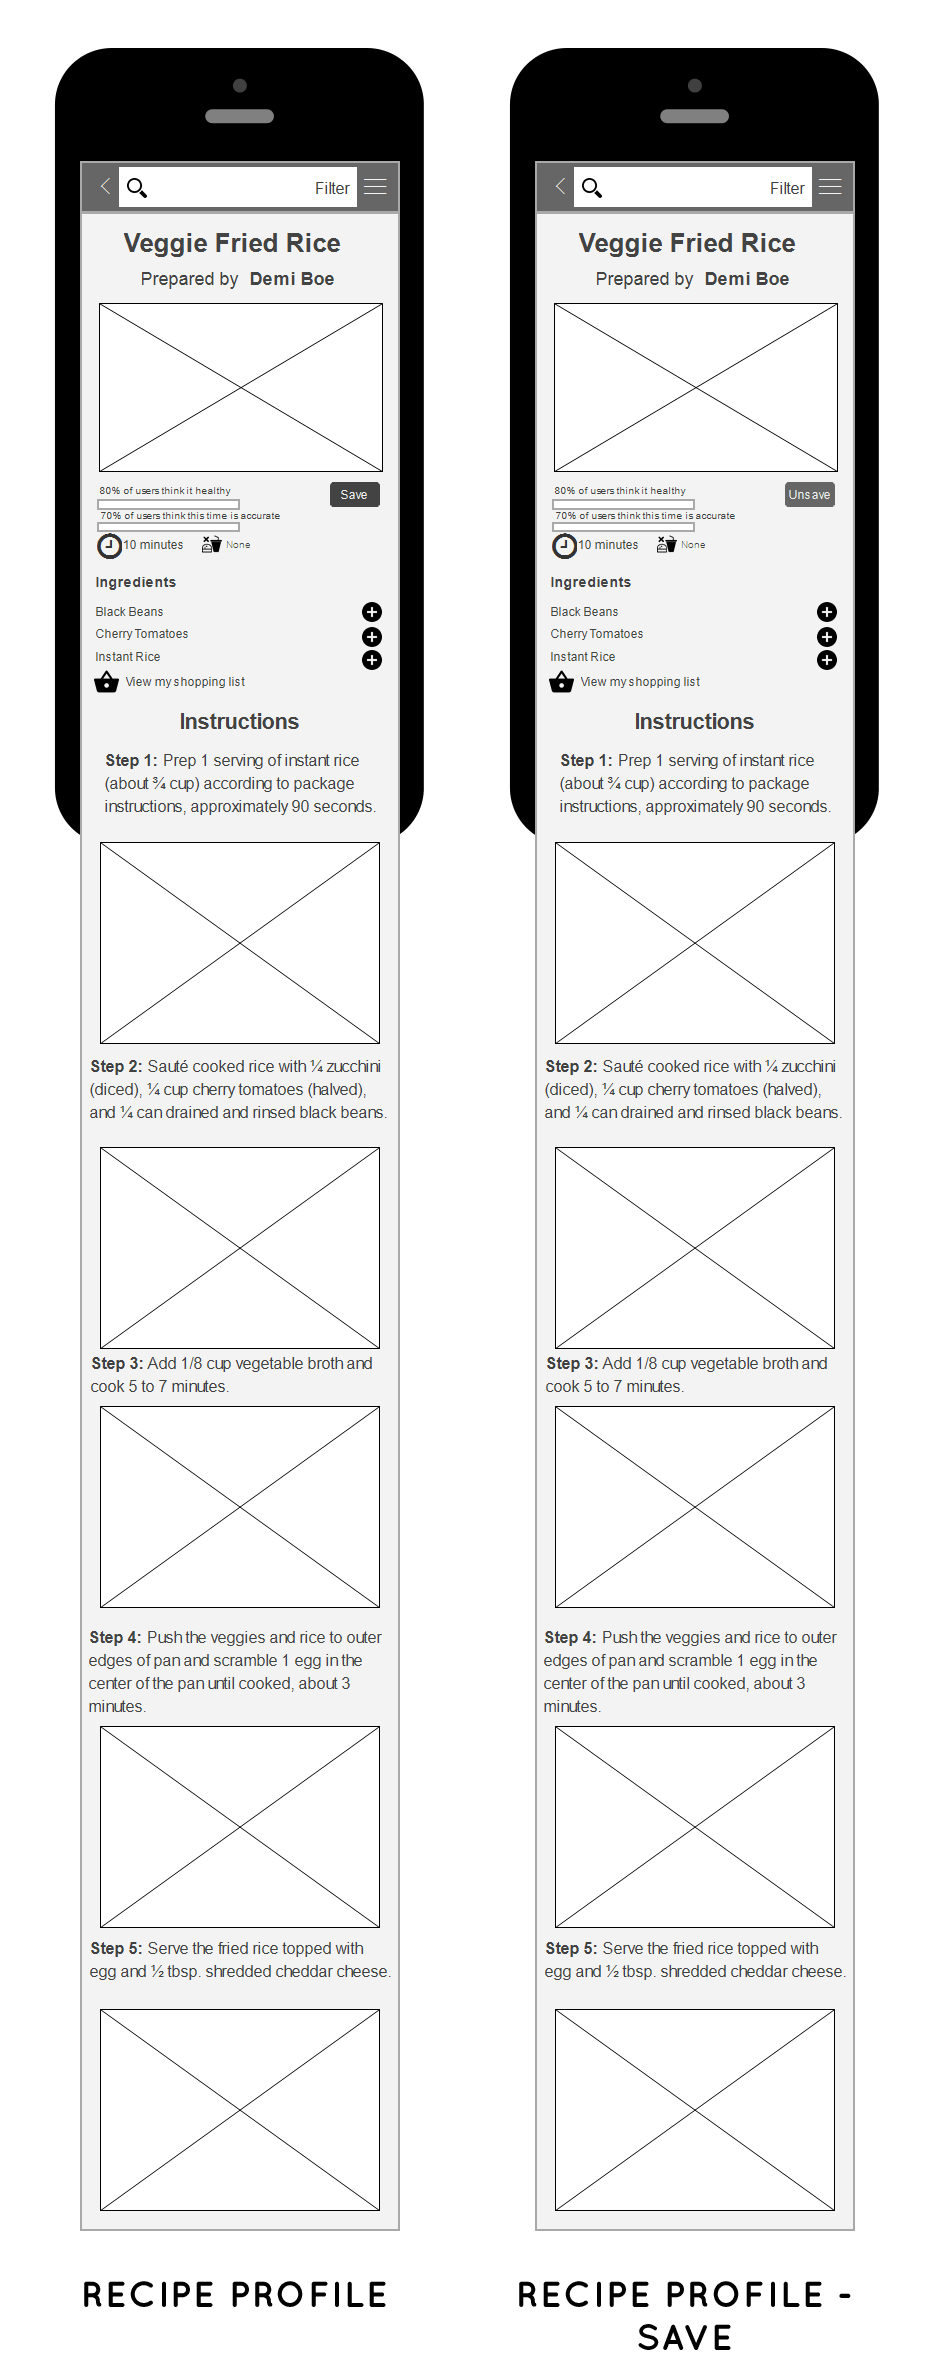 Filter
Veggie Fried Rice
Prepared by Demi Boe
80% of users think it healthy
Save
70% of users think this time is accurate
10 minutes
None
Ingredients
Black Beans
Cherry Tomatoes
Instant Rice
View my shopping list
Instructions
Step 1: Prep 1 serving of instant rice
(about ¾ cup) according to package
instructions, approximately 90 seconds.
Step 2: Sauté cooked rice with ¼ zucchini
(diced), ¼ cup cherry tomatoes (halved),
and ¼ can drained and rinsed black beans.
Step 3: Add 1/8 cup vegetable broth and
cook 5 to 7 minutes.
Step 4: Push the veggies and rice to outer
edges of pan and scramble 1 egg in the
center of the pan until cooked, about 3
minutes.
Step 5: Serve the fried rice topped with
egg and ½ tbsp. shredded cheddar cheese.
RECIPE PROFILE
Filter
Veggie Fried Rice
Prepared by Demi Boe
80% of users think it healthy
Unsave
70% of users think this time is accurate
10 minutes
None
Ingredients
Black Beans
Cherry Tomatoes
Instant Rice
View my shopping list
Instructions
Step 1: Prep 1 serving of instant rice
(about ¾ cup) according to package
instructions, approximately 90 seconds.
Step 2: Sauté cooked rice with ¼ zucchini
(diced), ¼ cup cherry tomatoes (halved),
and ¼ can drained and rinsed black beans.
Step 3: Add 1/8 cup vegetable broth and
cook 5 to 7 minutes.
Step 4: Push the veggies and rice to outer
edges of pan and scramble 1 egg in the
center of the pan until cooked, about 3
minutes.
Step 5: Serve the fried rice topped with
egg and ½ tbsp. shredded cheddar cheese.
RECIPE PROFILE -
SAVE